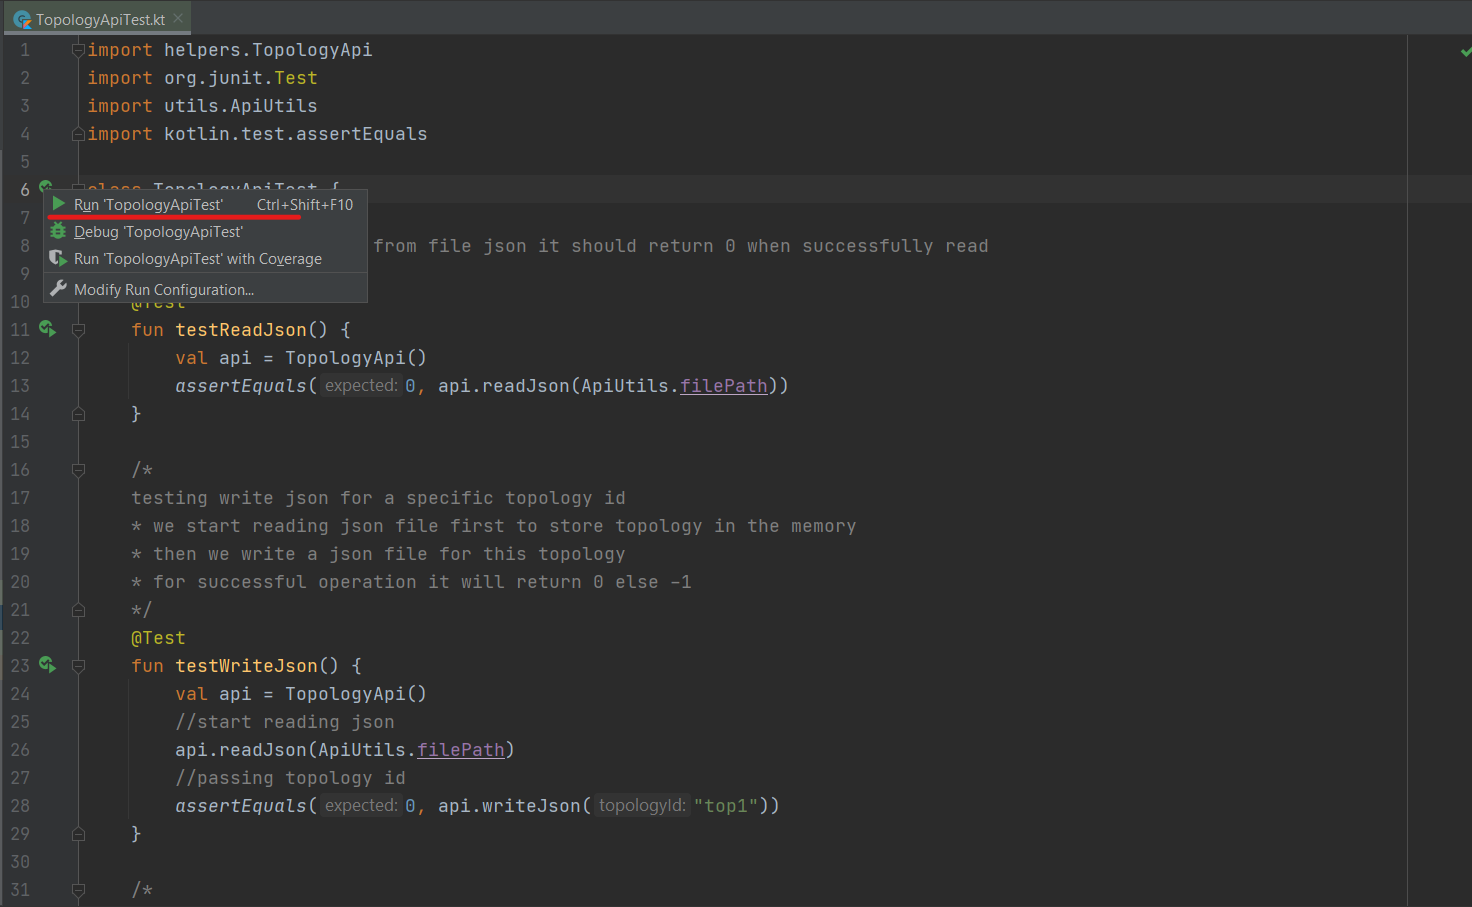 TopologyApiTest.kt
1 import helpers.TopologyApi
2 import org.junit.Test
3 import utils.ApiUtils
4 import kotlin.test.assertEquals
5
6 class TopologyApiTest {
Run 'TopologyApiTest' Ctrl+Shift+F10
7
Debug 'TopologyApiTest'
8 from file json it should return 0 when successfully read
Run 'TopologyApiTest' with Coverage
9
Modify Run Configuration...
10 @Test
11 fun testReadJson() {
12 val api = TopologyApi()
13 assertEquals( expected: 0, api.readJson(ApiUtils.filePath))
14 }
15
16 /*
17 testing write json for a specific topology id
18 * we start reading json file first to store topology in the memory
19 * then we write a json file for this topology
20 * for successful operation it will return 0 else -1
21 */
22 @Test
23 fun testWriteJson() {
24 val api = TopologyApi()
25 //start reading json
26 api.readJson(ApiUtils.filePath)
27 //passing topology id
28 assertEquals( expected: 0, api.writeJson( topologyId: "top1"))
29 }
30
31 /*